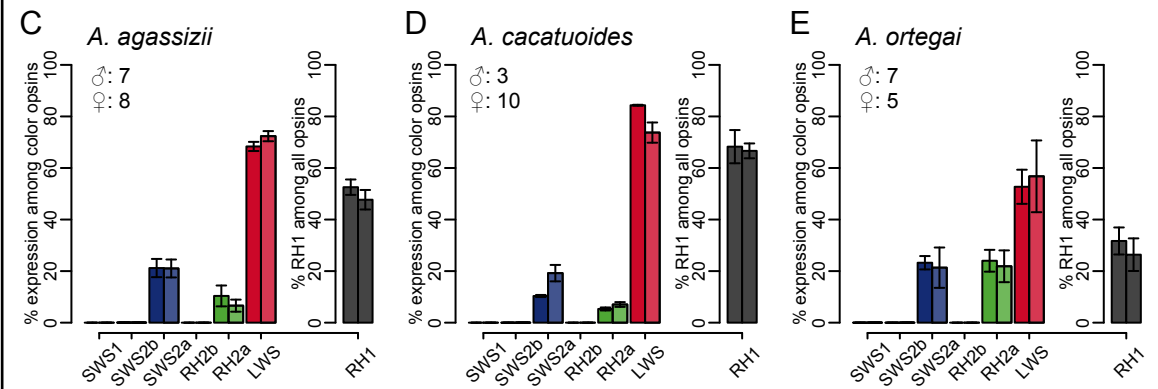 C
A. agassizii
♂: 7
♀: 8
% expression among color opsins
0 20 40 60 80 100
SWS1 SWS2b SWS2a RH2b RH2a LWS
% RH1 among all opsins
0 20 40 60 80 100
RH1
D
A. cacatuoides
♂: 3
♀: 10
% expression among color opsins
0 20 40 60 80 100
SWS1 SWS2b SWS2a RH2b RH2a LWS
% RH1 among all opsins
0 20 40 60 80 100
RH1
E
A. ortegai
♂: 7
♀: 5
% expression among color opsins
0 20 40 60 80 100
SWS1 SWS2b SWS2a RH2b RH2a LWS
% RH1 among all opsins
0 20 40 60 80 100
RH1